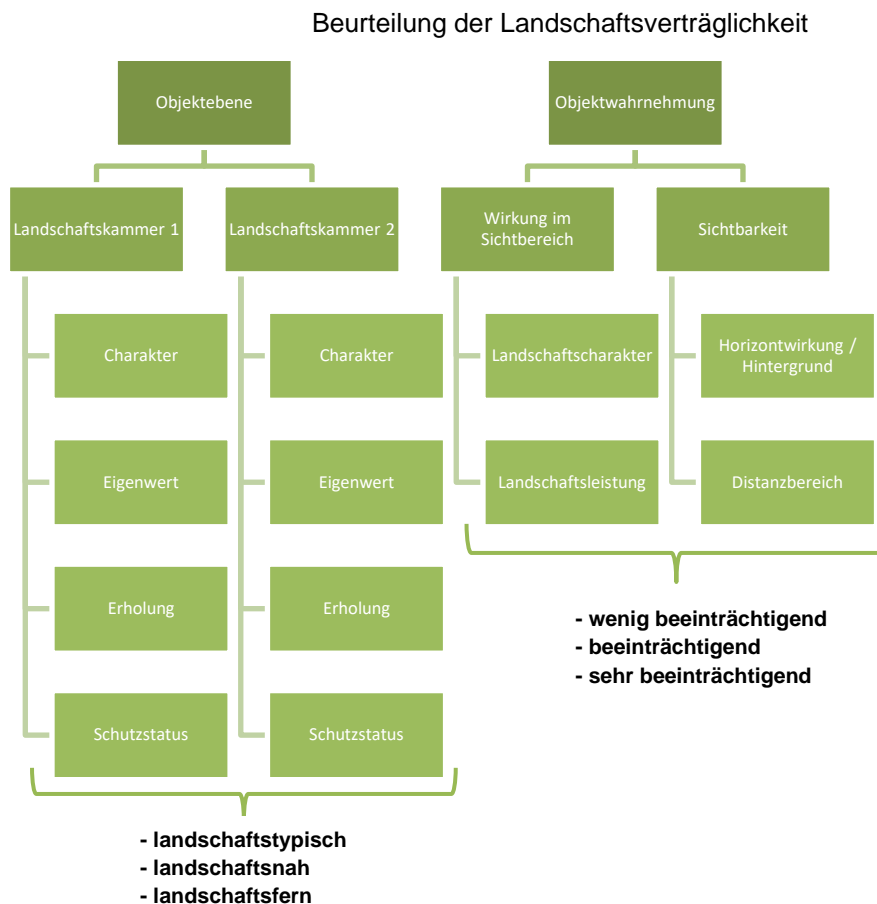 Beurteilung der Landschaftsverträglichkeit
Objektebene
Landschaftskammer 1
Charakter
Eigenwert
Erholung
Schutzstatus
Landschaftskammer 2
Charakter
Eigenwert
Erholung
Schutzstatus
- landschaftstypisch
- landschaftsnah
- landschaftsfern
Objektwahrnehmung
Wirkung im
Sichtbereich
Landschaftscharakter
Landschaftsleistung
Sichtbarkeit
Horizontwirkung /
Hintergrund
Distanzbereich
- wenig beeinträchtigend
- beeinträchtigend
- sehr beeinträchtigend